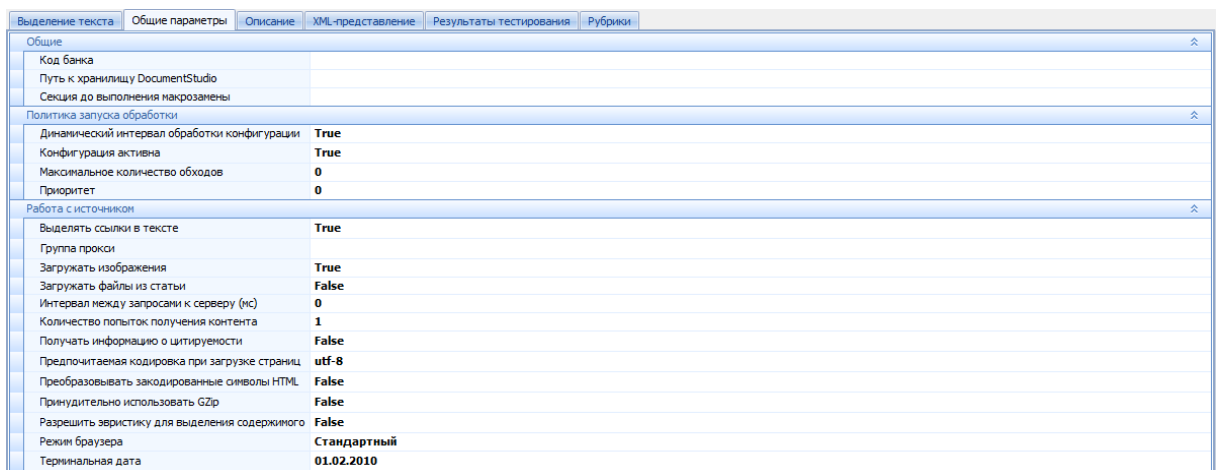 Выделение текста Общие параметры Описание XML-представление Результаты тестирования Рубрики
Общие
Код банка
Путь к хранилищу DocumentStudio
Секция до выполнения макрозамены
Политика запуска обработки
Динамический интервал обработки конфигурации True
Конфигурация активна True
Максимальное количество обходов 0
Приоритет 0
Работа с источником
Выделять ссылки в тексте True
Группа прокси
Загружать изображения True
Загружать файлы из статьи False
Интервал между запросами к серверу (мс) 0
Количество попыток получения контента 1
Получать информацию о цитируемости False
Предпочитаемая кодировка при загрузке страниц utf-8
Преобразовывать закодированные символы HTML False
Принудительно использовать GZip False
Разрешить эвристику для выделения содержимого False
Режим браузера Стандартный
Терминальная дата 01.02.2010